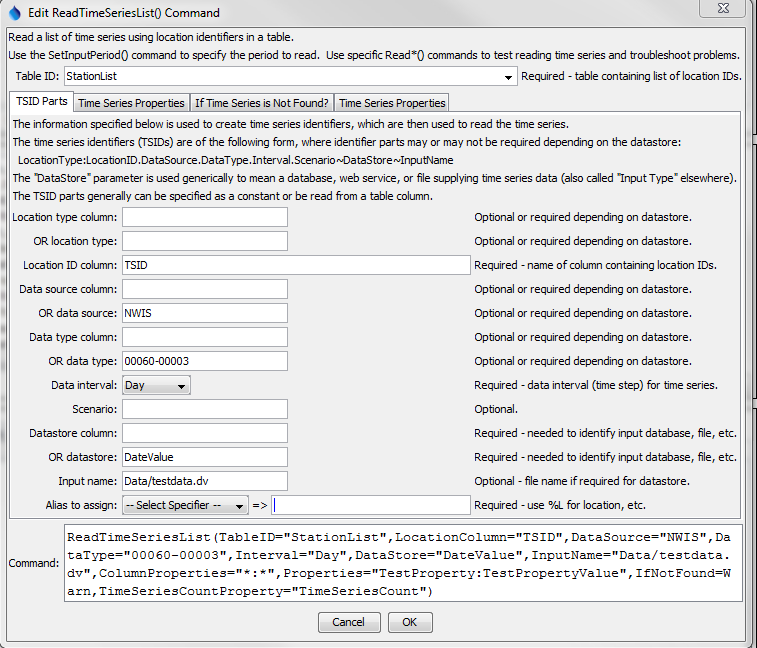 Edit ReadTimeSeriesList() Command
Read a list of time series using location identifiers in a table.
Use the SetInputPeriod() command to specify the period to read.  Use specific Read*() commands to test reading time series and troubleshoot problems.
Table ID: StationList Required - table containing list of location IDs.
TSID Parts Time Series Properties If Time Series is Not Found? Time Series Properties
The information specified below is used to create time series identifiers, which are then used to read the time series.
The time series identifiers (TSIDs) are of the following form, where identifier parts may or may not be required depending on the datastore:
LocationType:LocationID.DataSource.DataType.Interval.Scenario~DataStore~InputName
The "DataStore" parameter is used generically to mean a database, web service, or file supplying time series data (also called "Input Type" elsewhere).
The TSID parts generally can be specified as a constant or be read from a table column.
Location type column: Optional or required depending on datastore.
OR location type: Optional or required depending on datastore.
Location ID column: TSID Required - name of column containing location IDs.
Data source column: Optional or required depending on datastore.
OR data source: NWIS Optional or required depending on datastore.
Data type column: Optional or required depending on datastore.
OR data type: 00060-00003 Optional or required depending on datastore.
Data interval: Day Required - data interval (time step) for time series.
Scenario: Optional.
Datastore column: Required - needed to identify input database, file, etc.
OR datastore: DateValue Required - needed to identify input database, file, etc.
Input name: Data/testdata.dv Optional - file name if required for datastore.
Alias to assign: -- Select Specifier -- => Required - use %L for location, etc.
Command: ReadTimeSeriesList(TableID="StationList",LocationColumn="TSID",DataSource="NWIS",Da
taType="00060-00003",Interval="Day",DataStore="DateValue",InputName="Data/testdata.
dv",ColumnProperties="*:*",Properties="TestProperty:TestPropertyValue",IfNotFound=W
arn,TimeSeriesCountProperty="TimeSeriesCount")
Cancel OK